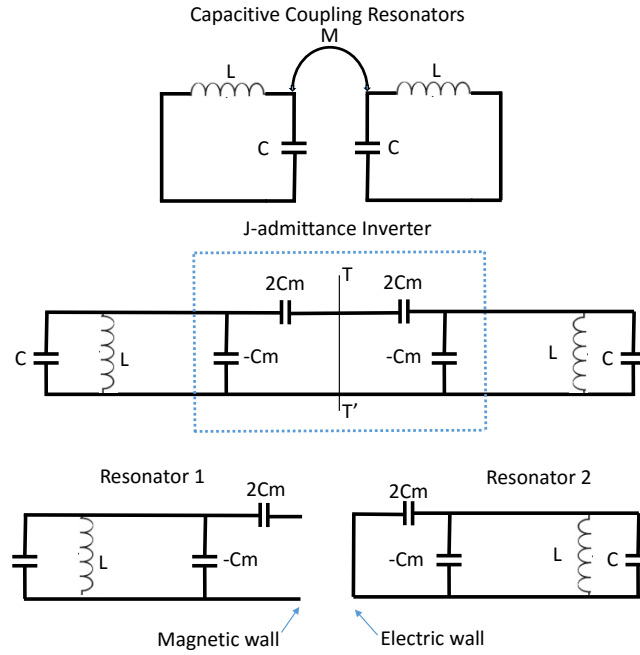 Capacitive Coupling Resonators
M
L
L
C
C
J-admittance Inverter
T
2Cm
2Cm
C
L
-Cm
-Cm
L
C
T'
Resonator 1
Resonator 2
2Cm
2Cm
L
-Cm
-Cm
L
C
Magnetic wall
Electric wall